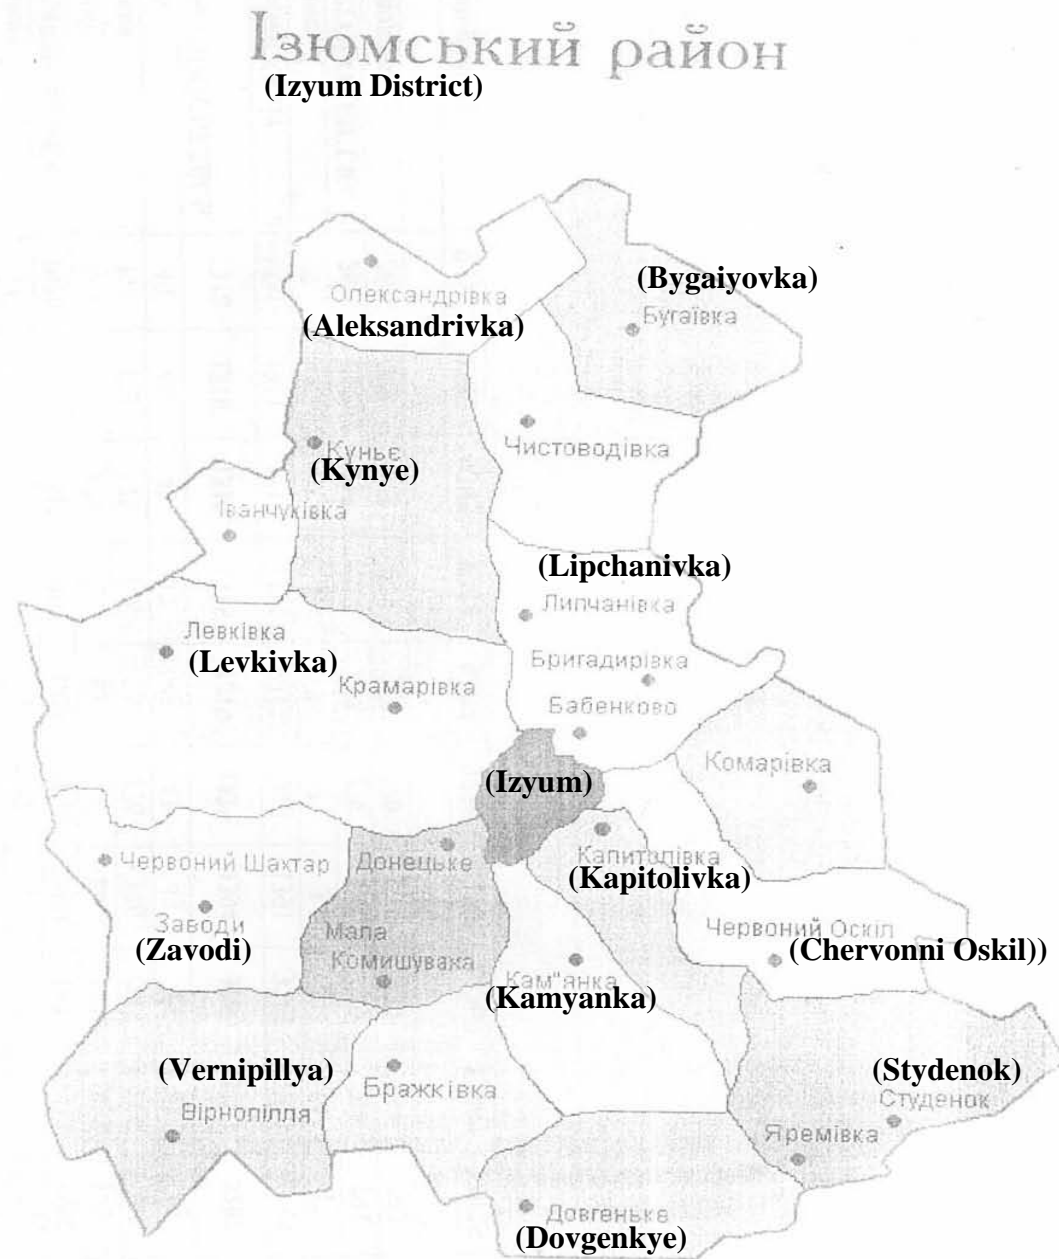 Ізюмський район
(Izyum District)
(Bygaiyovka)
Олександрівка
(Aleksandrivka)
Бугаївка
Куньє
Чистоводівка
(Kynye)
Іванчуківка
(Lipchanivka)
Липчанівка
Левківка
(Levkivka)
Бригадирівка
Крамарівка
Бабенково
Комарівка
(Izyum)
Червоний Шахтар
Донецьке
Капитолівка
(Kapitolivka)
Заводи
(Zavodi)
Мала
Комишуваха
Червоний Оскіл
(Chervonni Oskil))
Кам"янка
(Kamyanka)
(Vernipillya)
Вірнопілля
Бражківка
(Stydenok)
Студенок
Яремівка
Довгеньке
(Dovgenkye)